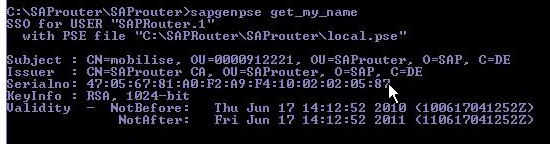 C:\SAProuter\SAProuter>sapgenpse get_my_name
SSO for USER "SAPRouter.1"
with PSE file "C:\SAPRouter\SAPRouter\local.pse"
Subject : CN=mobilise, OU=0000912221, OU=SAProuter, O=SAP, C=DE
Issuer : CN=SAProuter CA, OU=SAProuter, O=SAP, C=DE
Serialno: 47:05:67:81:A0:F2:A9:F4:10:02:02:05:87
KeyInfo : RSA, 1024-bit
Validity - NotBefore: Thu Jun 17 14:12:52 2010 (100617041252Z)
NotAfter: Fri Jun 17 14:12:52 2011 (110617041252Z)